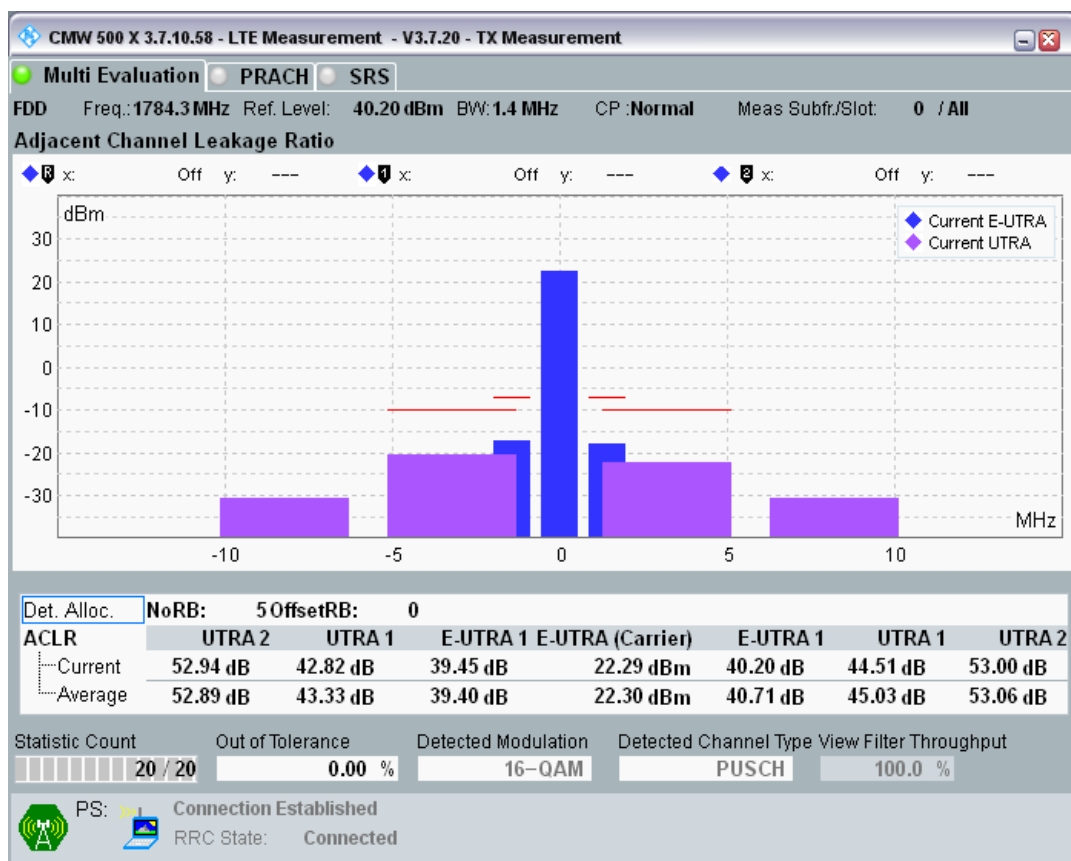 CMW 500 X 3.7.10.58 - LTE Measurement - V3.7.20 - TX Measurement
Multi Evaluation PRACH SRS
FDD Freq.: 1784.3 MHz Ref. Level: 40.20 dBm BW: 1.4 MHz CP :Normal Meas Subfr./Slot: 0 / All
Adjacent Channel Leakage Ratio
R x: Off y: --- 1 x: Off y: --- 2 x: Off y: ---
dBm
Current E-UTRA
Current UTRA
30
20
10
0
-10
-20
-30
MHz
-10 -5 0 5 10
Det. Alloc. NoRB: 5 OffsetRB: 0
ACLR UTRA 2 UTRA 1 E-UTRA 1 E-UTRA (Carrier) E-UTRA 1 UTRA 1 UTRA 2
Current 52.94 dB 42.82 dB 39.45 dB 22.29 dBm 40.20 dB 44.51 dB 53.00 dB
Average 52.89 dB 43.33 dB 39.40 dB 22.30 dBm 40.71 dB 45.03 dB 53.06 dB
Statistic Count Out of Tolerance Detected Modulation Detected Channel Type View Filter Throughput
20 / 20 0.00 % 16-QAM PUSCH 100.0 %
PS: Connection Established
RRC State: Connected